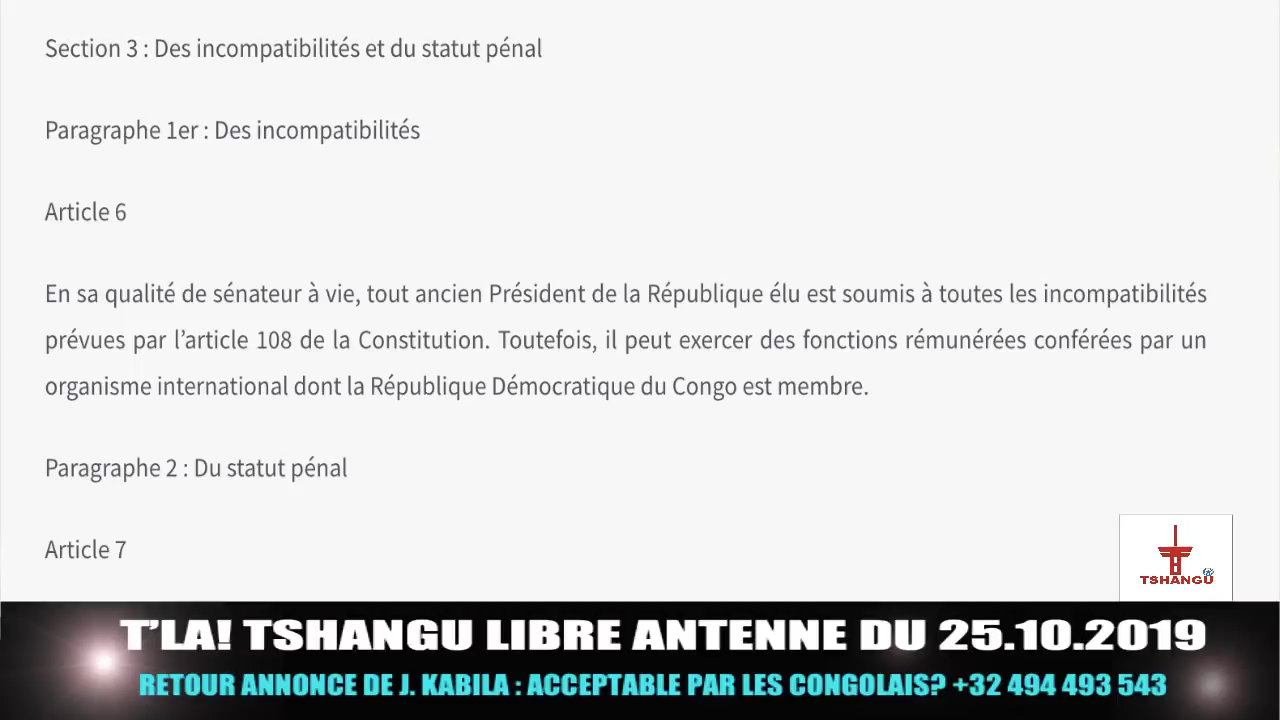 Section 3 : Des incompatibilités et du statut pénal
Paragraphe 1er : Des incompatibilités
Article 6
En sa qualité de sénateur à vie, tout ancien Président de la République élu est soumis à toutes les incompatibilités
prévues par l’article 108 de la Constitution. Toutefois, il peut exercer des fonctions rémunérées conférées par un
organisme international dont la République Démocratique du Congo est membre.
Paragraphe 2 : Du statut pénal
Article 7
TSHANGU
T’LA! TSHANGU LIBRE ANTENNE DU 25.10.2019
RETOUR ANNONCE DE J. KABILA : ACCEPTABLE PAR LES CONGOLAIS? +32 494 493 543